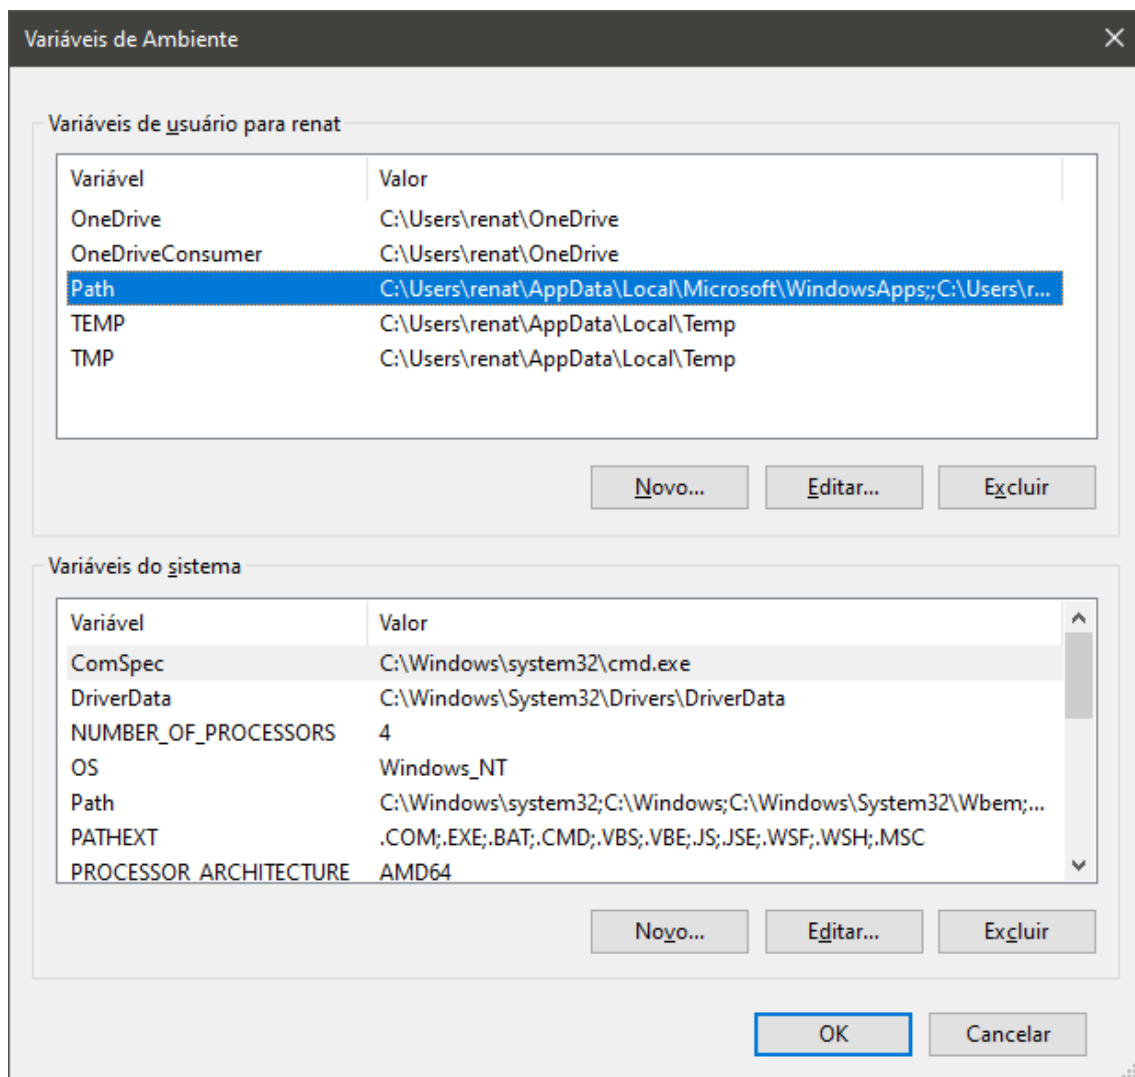 Variáveis de Ambiente
Variáveis de usuário para renat
Variável Valor
OneDrive C:\Users\renat\OneDrive
OneDriveConsumer C:\Users\renat\OneDrive
Path C:\Users\renat\AppData\Local\Microsoft\WindowsApps;;C:\Users\r...
TEMP C:\Users\renat\AppData\Local\Temp
TMP C:\Users\renat\AppData\Local\Temp
Novo... Editar... Excluir
Variáveis do sistema
Variável Valor
ComSpec C:\Windows\system32\cmd.exe
DriverData C:\Windows\System32\Drivers\DriverData
NUMBER_OF_PROCESSORS 4
OS Windows_NT
Path C:\Windows\system32;C:\Windows;C:\Windows\System32\Wbem;...
PATHEXT .COM;.EXE;.BAT;.CMD;.VBS;.VBE;.JS;.JSE;.WSF;.WSH;.MSC
PROCESSOR_ARCHITECTURE AMD64
Novo... Editar... Excluir
OK Cancelar